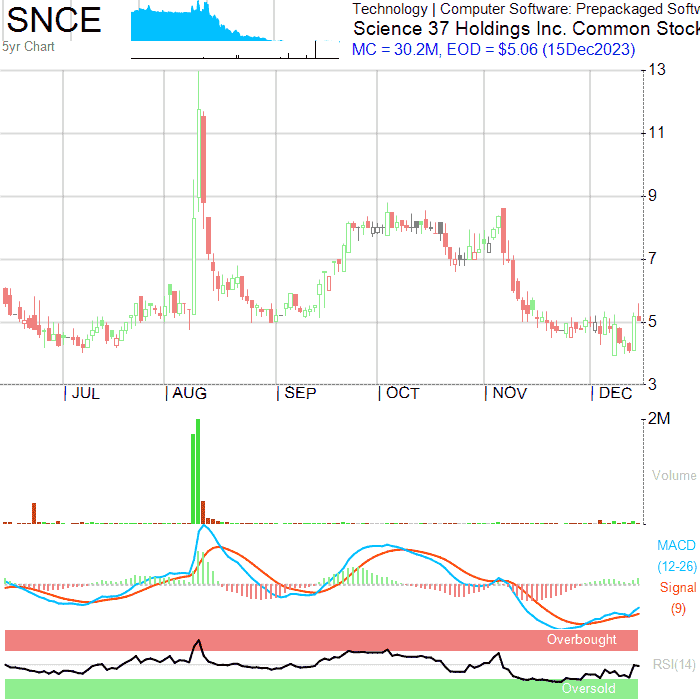 SNCE
Technology | Computer Software: Prepackaged Softw
Science 37 Holdings Inc. Common Stock
5yr Chart
MC = 30.2M, EOD = $5.06 (15Dec2023)
13
11
9
7
5
3
JUL AUG SEP OCT NOV DEC
2M
Volume
MACD
(12-26)
Signal
(9)
Overbought
RSI(14)
Oversold